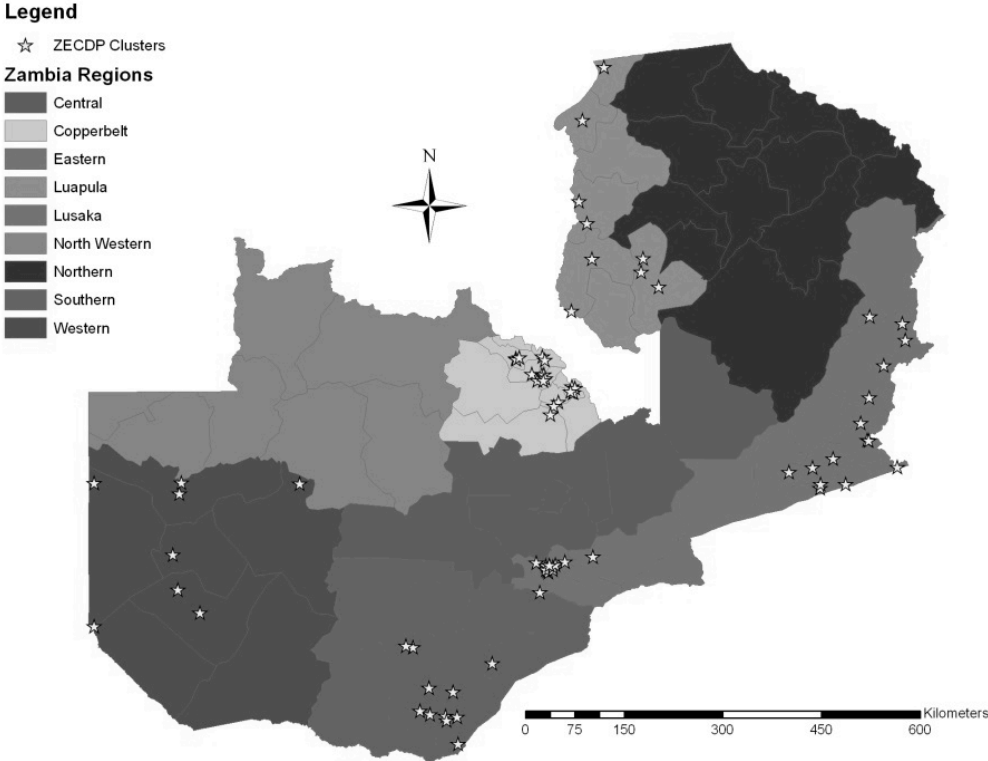 Legend
ZECDP Clusters
Zambia Regions
Central
Copperbelt
Eastern
Luapula
Lusaka
North Western
Northern
Southern
Western
N
Kilometers
0 75 150 300 450 600